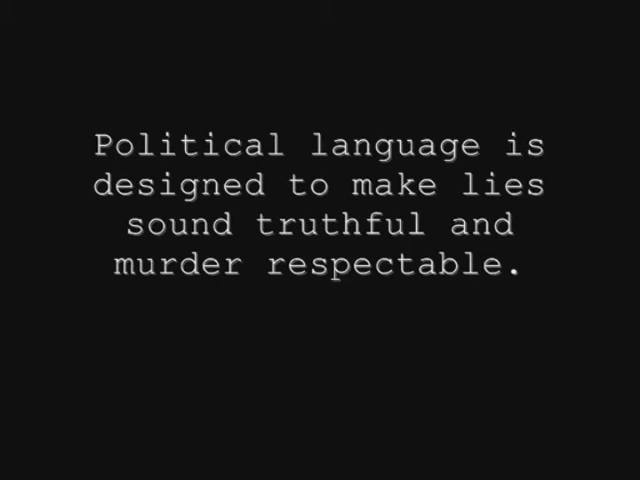 Political language is
designed to make lies
sound truthful and
murder respectable.